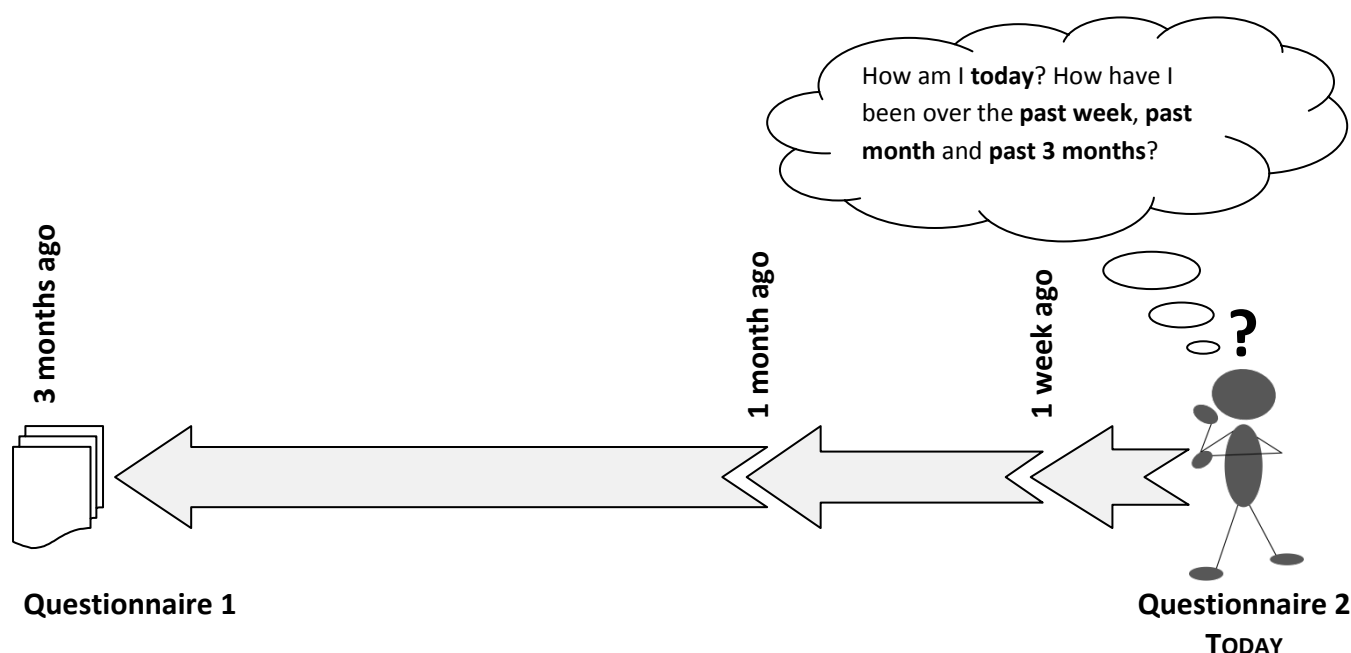 How am I today? How have I
been over the past week, past
month and past 3 months?
3 months ago
1 month ago
1 week ago
?
Questionnaire 1
Questionnaire 2
TODAY